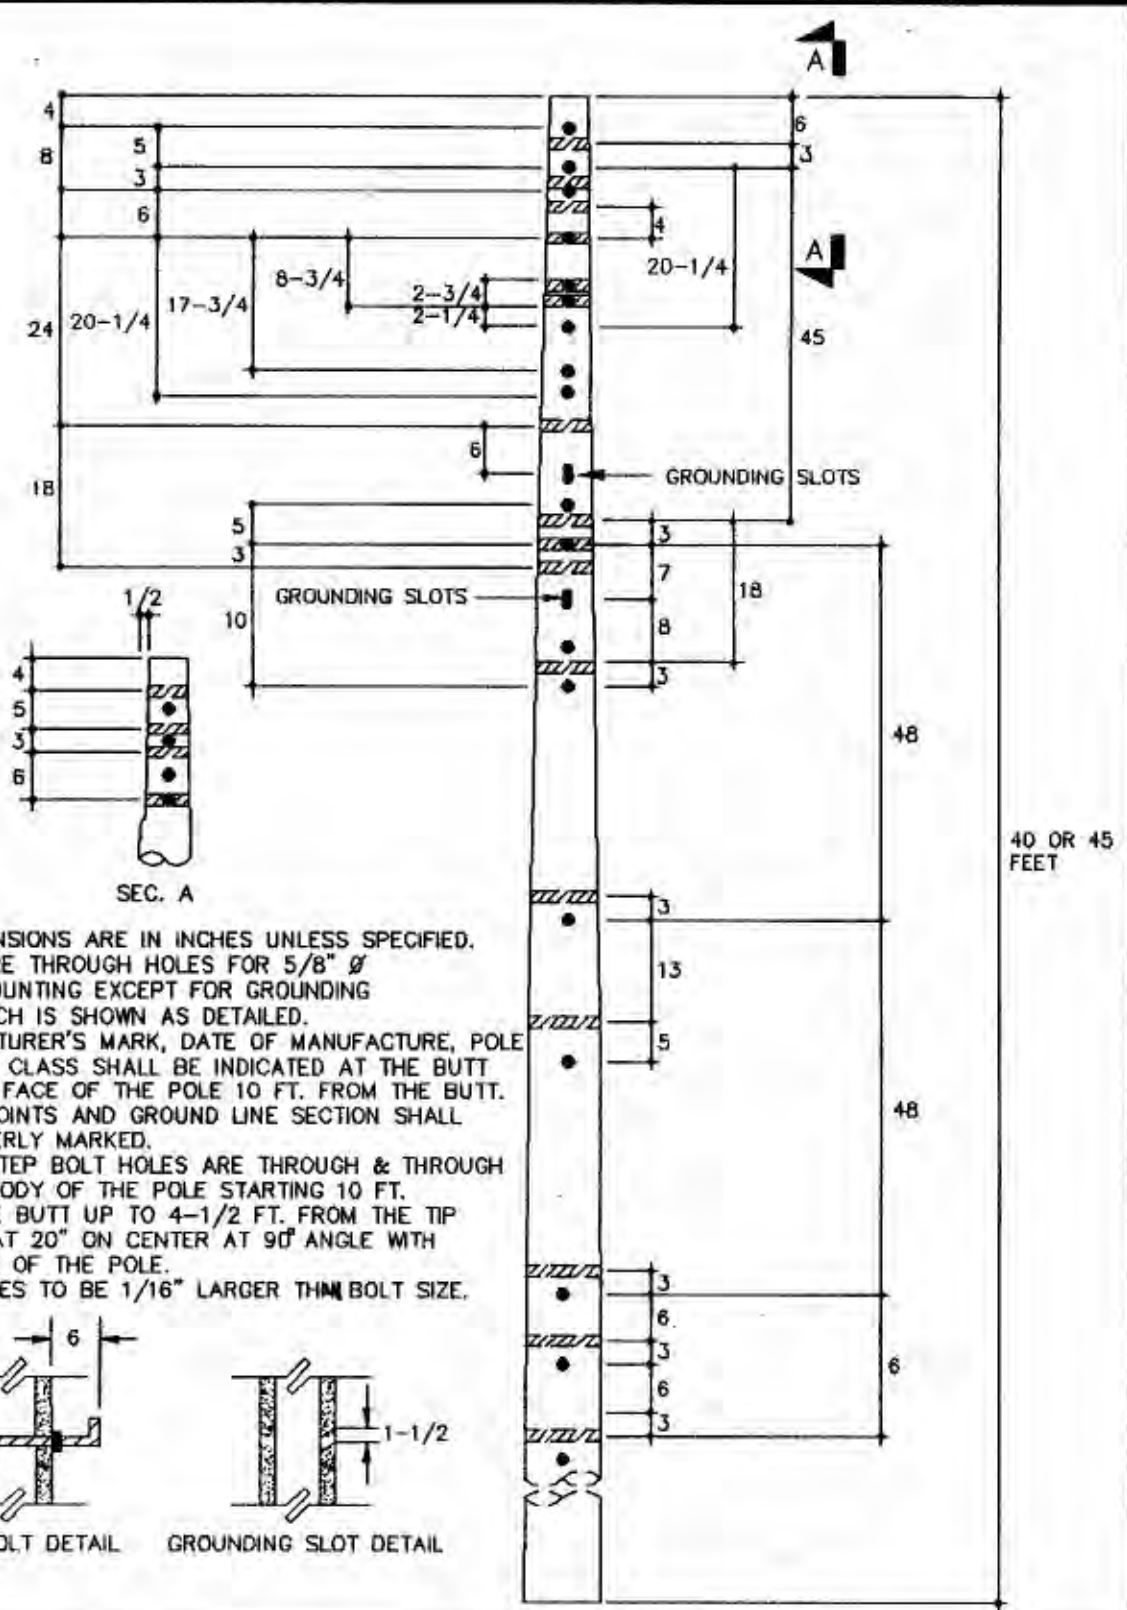 A
4
6
8
5
3
3
6
4
A
8-3/4
20-1/4
2-3/4
17-3/4
2-1/4
20-1/4
24
45
6
GROUNDING SLOTS
18
5
3
3
7
1/2
GROUNDING SLOTS
18
10
8
4
3
5
3
48
6
40 OR 45
FEET
SEC. A
3
NSIONS ARE IN INCHES UNLESS SPECIFIED.
RE THROUGH HOLES FOR 5/8" Ø
OUNTING EXCEPT FOR GROUNDING
CH IS SHOWN AS DETAILED.
TURER'S MARK, DATE OF MANUFACTURE, POLE
CLASS SHALL BE INDICATED AT THE BUTT
FACE OF THE POLE 10 FT. FROM THE BUTT.
OINTS AND GROUND LINE SECTION SHALL
ERLY MARKED.
TEP BOLT HOLES ARE THROUGH & THROUGH
ODY OF THE POLE STARTING 10 FT.
E BUTT UP TO 4-1/2 FT. FROM THE TIP
AT 20" ON CENTER AT 90° ANGLE WITH
OF THE POLE.
ES TO BE 1/16" LARGER THAN BOLT SIZE.
13
5
48
3
6
3
6
3
6
6
1-1/2
OLT DETAIL
GROUNDING SLOT DETAIL